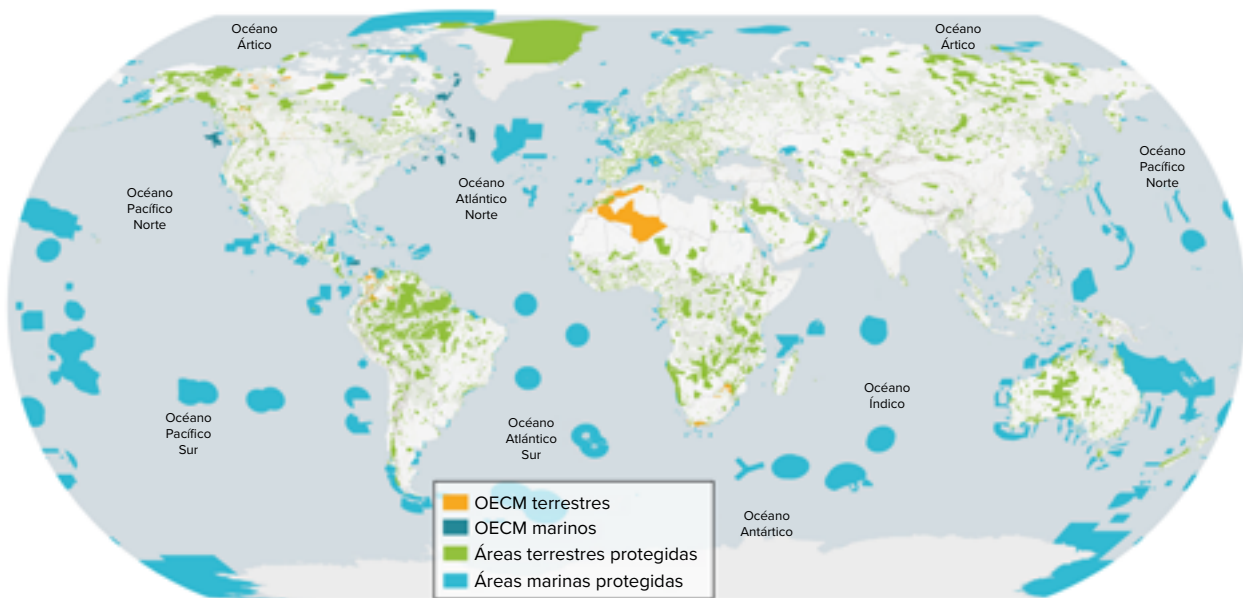 Océano
Ártico
Océano
Ártico
Océano
Pacífico
Norte
Océano
Atlántico
Norte
Océano
Pacífico
Norte
Océano
Pacífico
Sur
Océano
Atlántico
Sur
Océano
Índico
Océano
Antártico
OECM terrestres
OECM marinos
Áreas terrestres protegidas
Áreas marinas protegidas